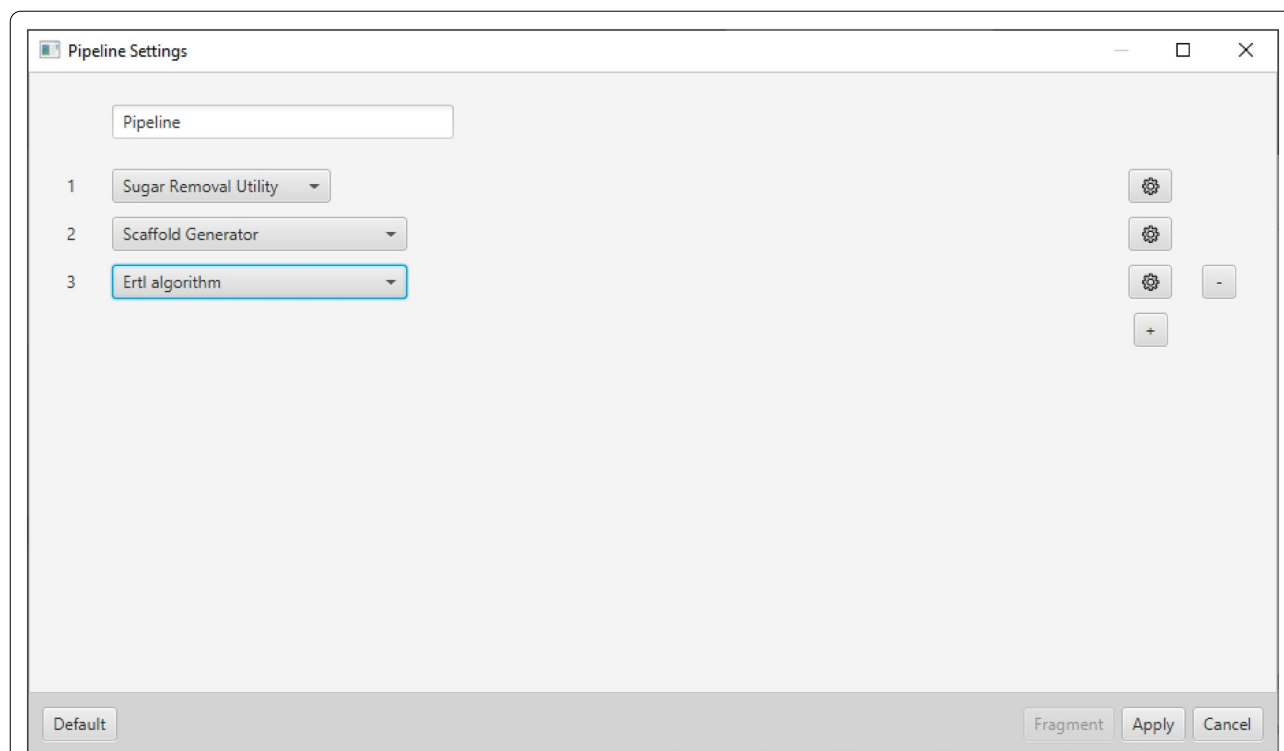 Pipeline Settings
Pipeline
1 Sugar Removal Utility
2 Scaffold Generator
3 Ertl algorithm -
+
Default Fragment Apply Cancel